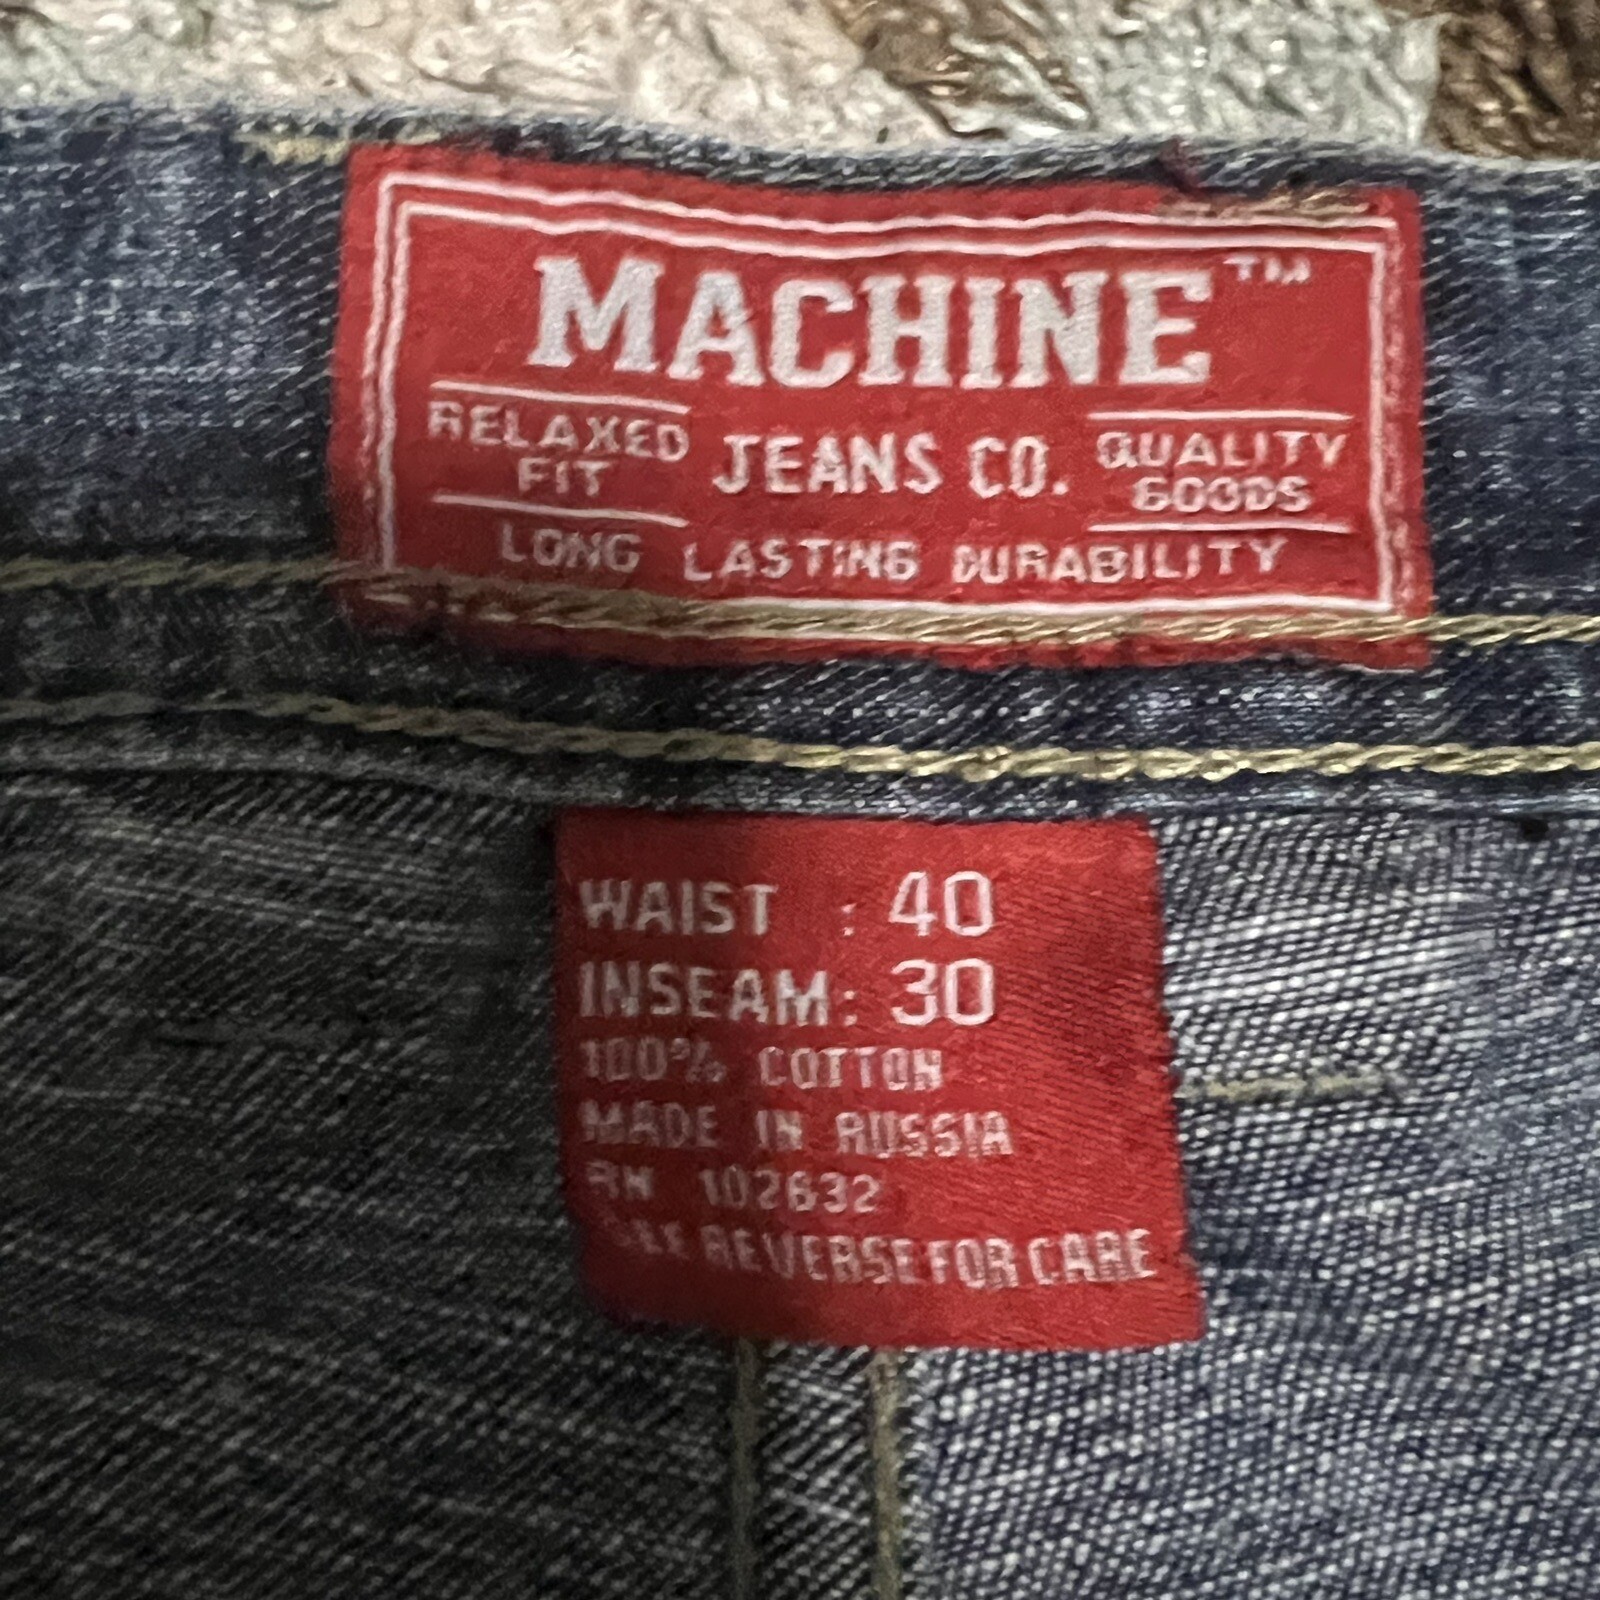 MACHINE™
RELAXED FIT JEANS CO. QUALITY GOODS
LONG LASTING DURABILITY
WAIST : 40
INSEAM: 30
100% COTTON
MADE IN RUSSIA
RN 102632
SEE REVERSE FOR CARE